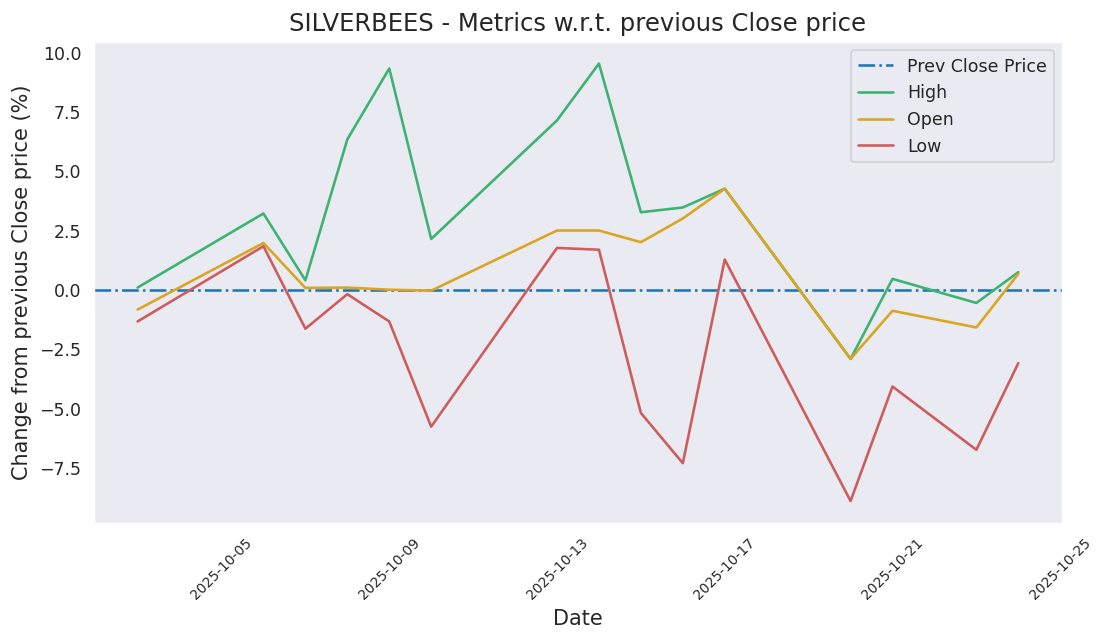 SILVERBEES - Metrics w.r.t. previous Close price
Change from previous Close price (%)
10.0
7.5
5.0
2.5
0.0
−2.5
−5.0
−7.5
Prev Close Price
High
Open
Low
2025-10-05
2025-10-09
2025-10-13
2025-10-17
2025-10-21
2025-10-25
Date